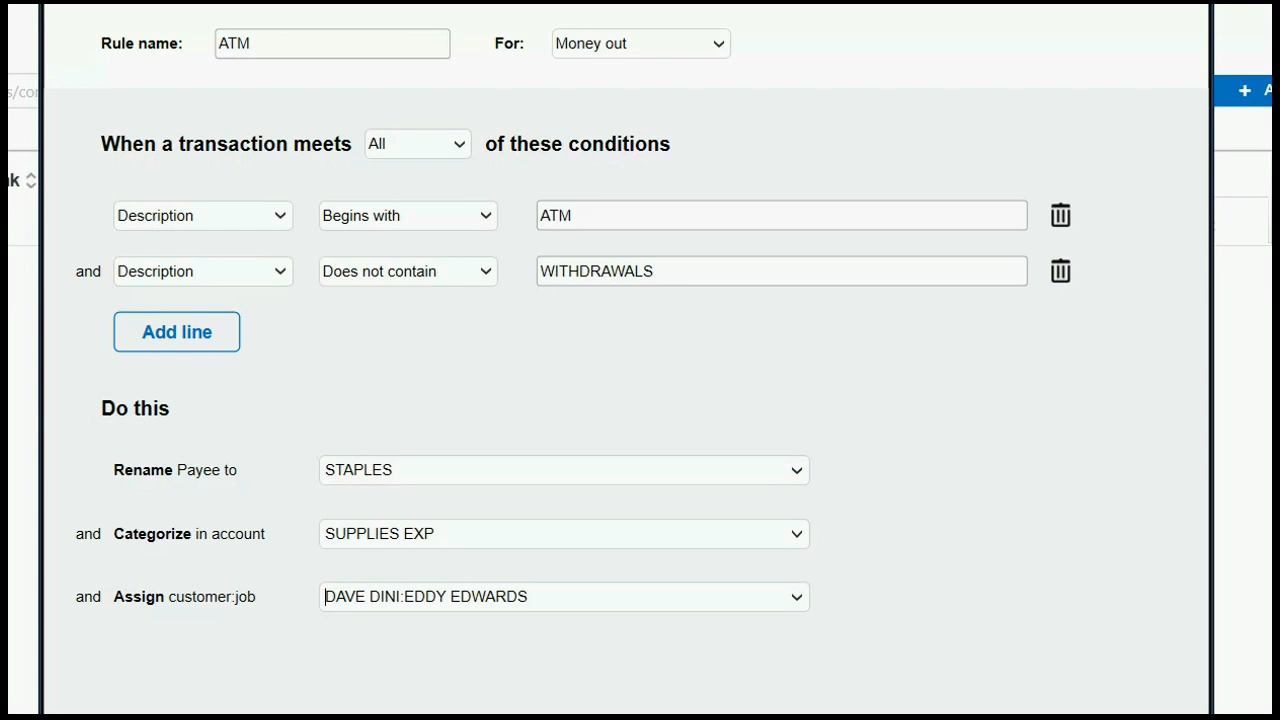 Rule name: ATM For: Money out
s/cor
+ A
When a transaction meets All of these conditions
nk
Description Begins with ATM
and Description Does not contain WITHDRAWALS
Add line
Do this
Rename Payee to STAPLES
and Categorize in account SUPPLIES EXP
and Assign customer:job DAVE DINI:EDDY EDWARDS